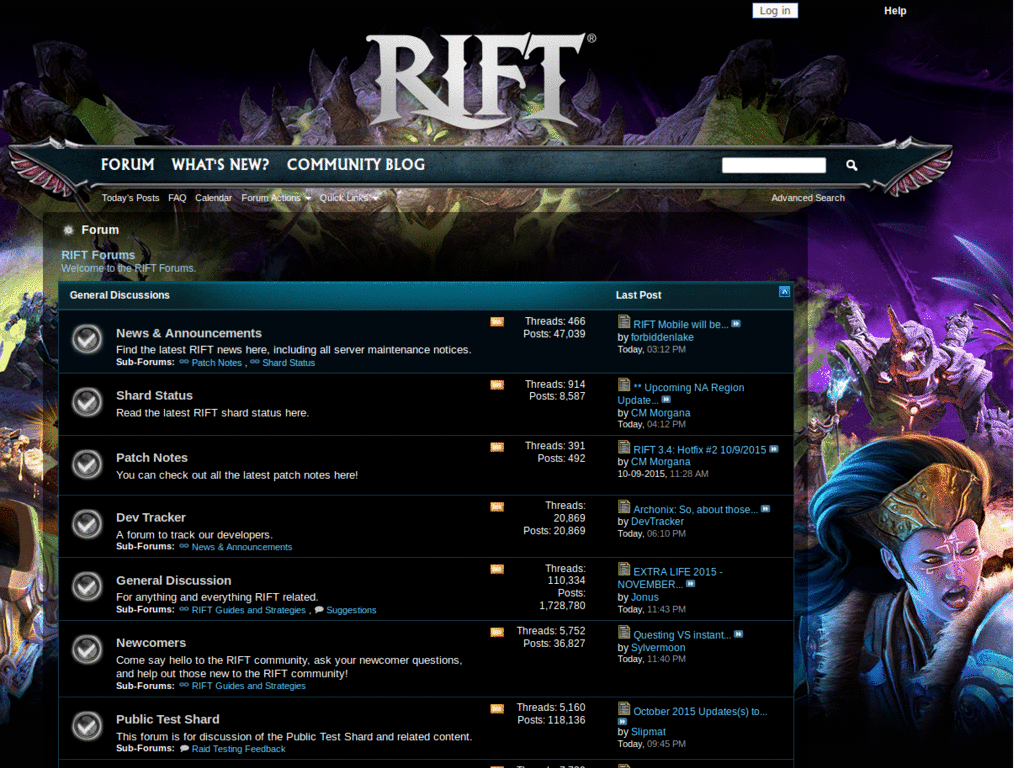 Log in
Help
RIFT®
FORUM WHAT'S NEW? COMMUNITY BLOG
Today's Posts FAQ Calendar Forum Actions Quick Links Advanced Search
Forum
RIFT Forums
Welcome to the RIFT Forums.
General Discussions Last Post
News & Announcements
Find the latest RIFT news here, including all server maintenance notices.
Sub-Forums: Patch Notes , Shard Status
Threads: 466
Posts: 47,039
RIFT Mobile will be...
by forbiddenlake
Today, 03:12 PM
Shard Status
Read the latest RIFT shard status here.
Threads: 914
Posts: 8,587
** Upcoming NA Region
Update...
by CM Morgana
Today, 04:12 PM
Patch Notes
You can check out all the latest patch notes here!
Threads: 391
Posts: 492
RIFT 3.4: Hotfix #2 10/9/2015
by CM Morgana
10-09-2015, 11:28 AM
Dev Tracker
A forum to track our developers.
Sub-Forums: News & Announcements
Threads:
20,869
Posts: 20,869
Archonix: So, about those...
by DevTracker
Today, 06:10 PM
General Discussion
For anything and everything RIFT related.
Sub-Forums: RIFT Guides and Strategies , Suggestions
Threads:
110,334
Posts:
1,728,780
EXTRA LIFE 2015 -
NOVEMBER...
by Jonus
Today, 11:43 PM
Newcomers
Come say hello to the RIFT community, ask your newcomer questions,
and help out those new to the RIFT community!
Sub-Forums: RIFT Guides and Strategies
Threads: 5,752
Posts: 36,827
Questing VS instant...
by Sylvermoon
Today, 11:40 PM
Public Test Shard
This forum is for discussion of the Public Test Shard and related content.
Sub-Forums: Raid Testing Feedback
Threads: 5,160
Posts: 118,136
October 2015 Updates(s) to...
by Slipmat
Today, 09:45 PM